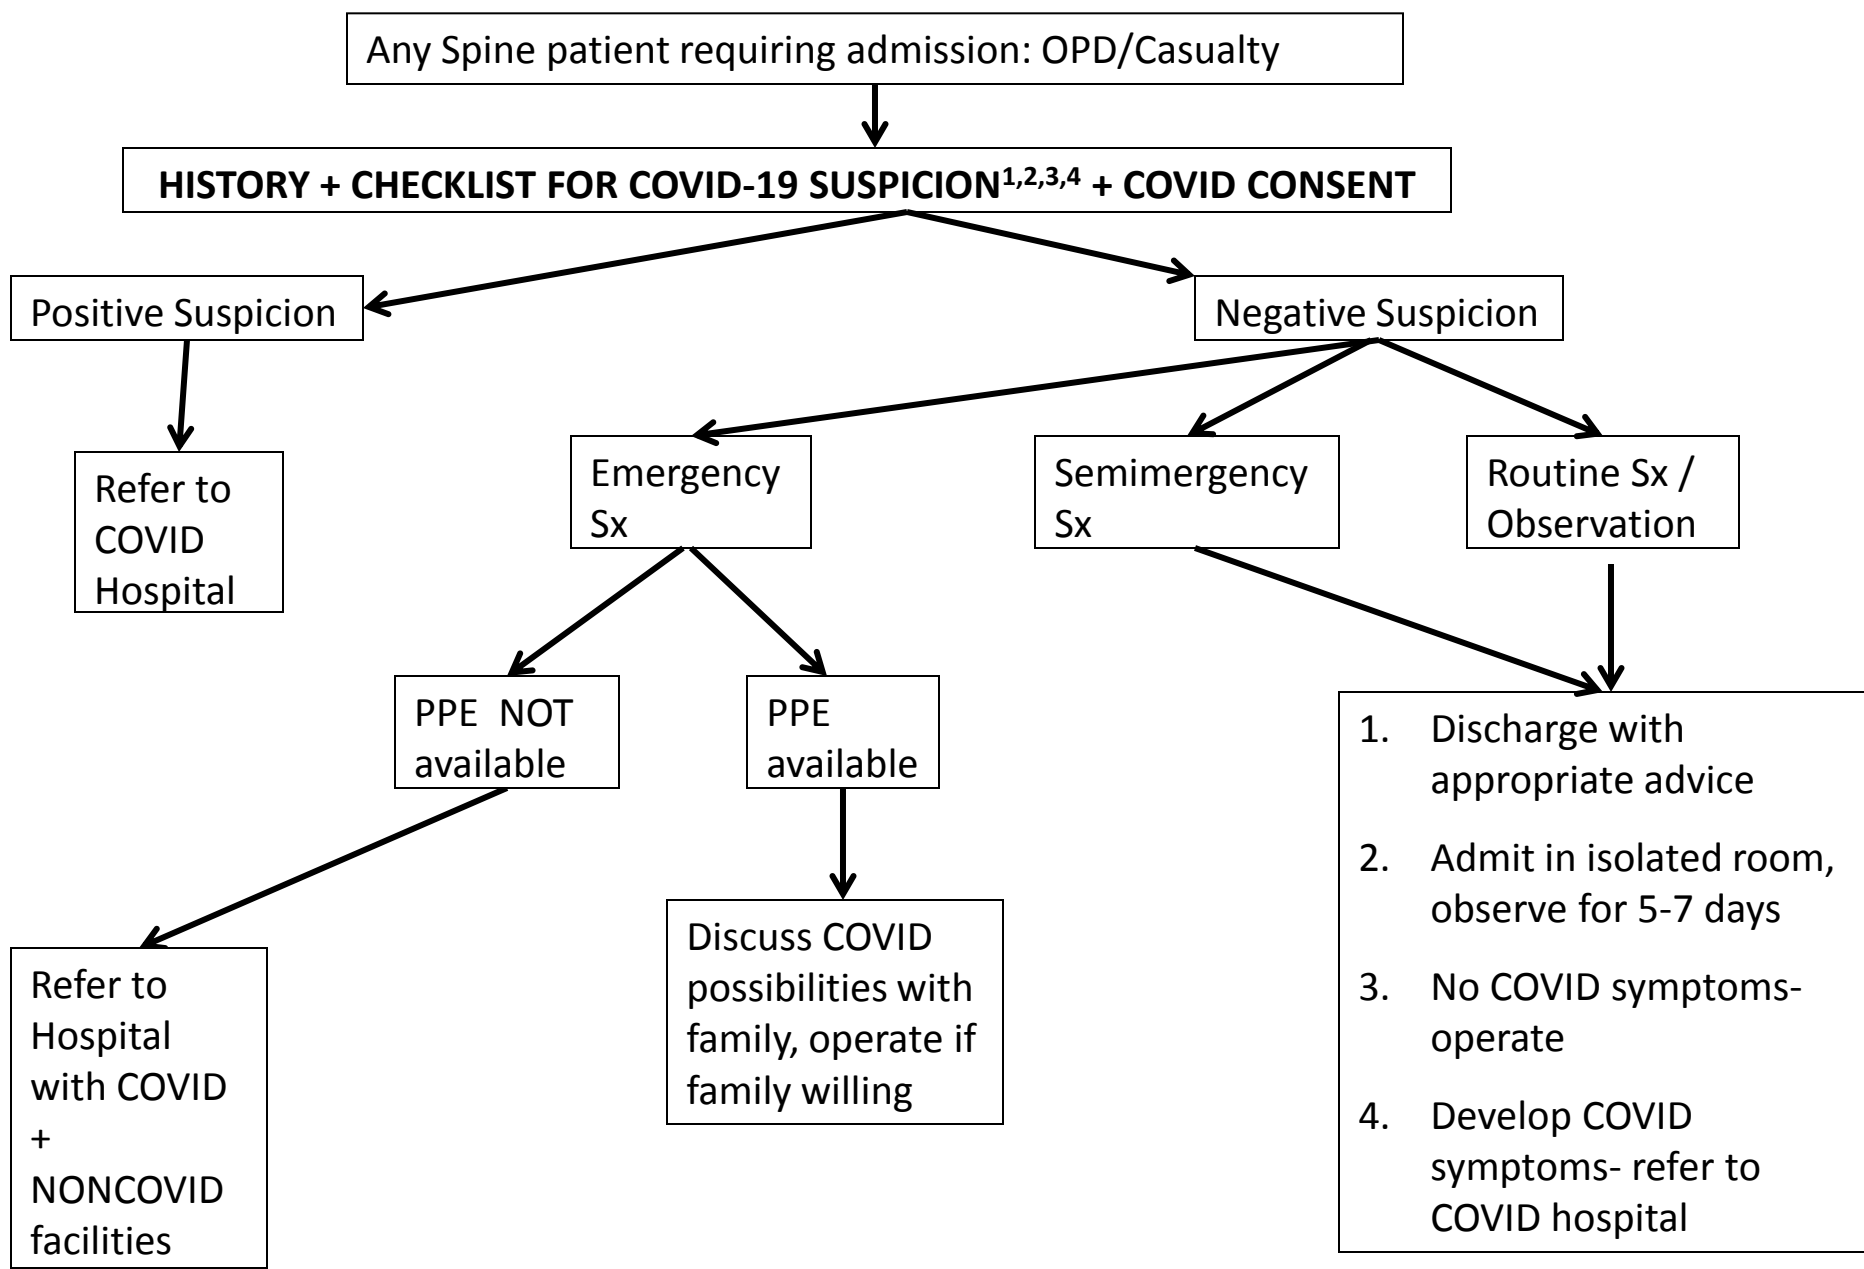 Any Spine patient requiring admission: OPD/Casualty
HISTORY + CHECKLIST FOR COVID-19 SUSPICION1,2,3,4 + COVID CONSENT
Positive Suspicion
Negative Suspicion
Refer to
COVID
Hospital
Emergency
Sx
Semimergency
Sx
Routine Sx /
Observation
PPE NOT
available
PPE
available
Refer to
Hospital
with COVID
+
NONCOVID
facilities
Discuss COVID
possibilities with
family, operate if
family willing
1. Discharge with
appropriate advice
2. Admit in isolated room,
observe for 5-7 days
3. No COVID symptoms-
operate
4. Develop COVID
symptoms- refer to
COVID hospital